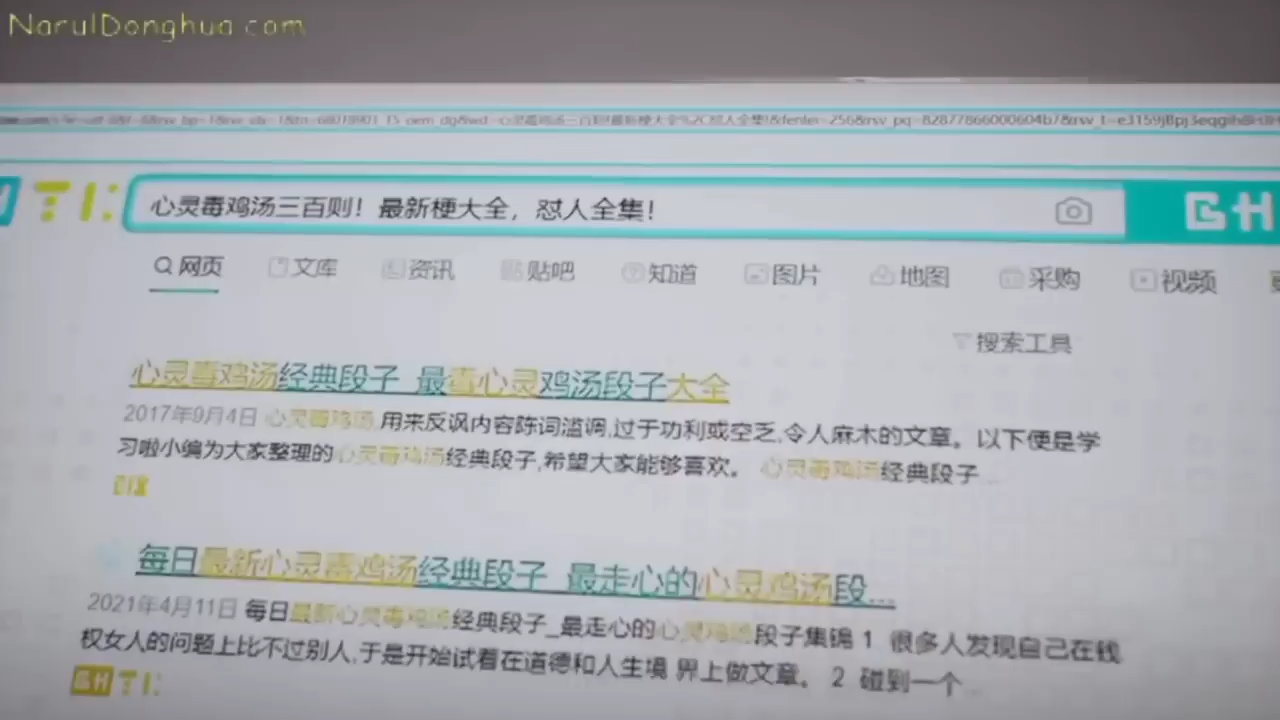 NarulDonghua.com
心灵毒鸡汤三百则！最新梗大全，怼人全集！
网页 文库 资讯 贴吧 知道 图片 地图 采购 视频
搜索工具
心灵毒鸡汤经典段子_最毒心灵鸡汤段子大全
2017年9月4日 心灵毒鸡汤,用来反讽内容陈词滥调,过于功利或空乏,令人麻木的文章。以下便是学
习啦小编为大家整理的心灵毒鸡汤经典段子,希望大家能够喜欢。 心灵毒鸡汤经典段子...
每日最新心灵毒鸡汤经典段子_最走心的心灵鸡汤段...
2021年4月11日 每日最新心灵毒鸡汤经典段子_最走心的心灵鸡汤段子集锦 1 很多人发现自己在钱
权女人的问题上比不过别人,于是开始试着在道德和人生境 界上做文章。 2 碰到一个